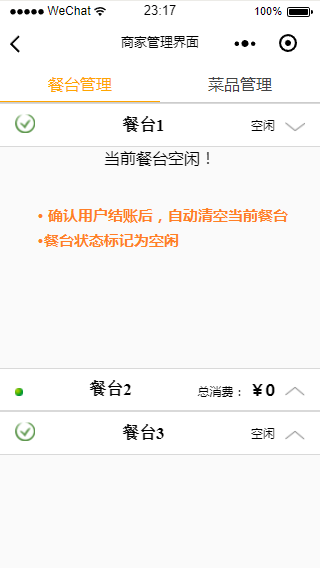 WeChat 23:17 100%
商家管理界面
餐台管理 菜品管理
餐台1 空闲
当前餐台空闲！
• 确认用户结账后，自动清空当前餐台
•餐台状态标记为空闲
餐台2 总消费： ￥0
餐台3 空闲